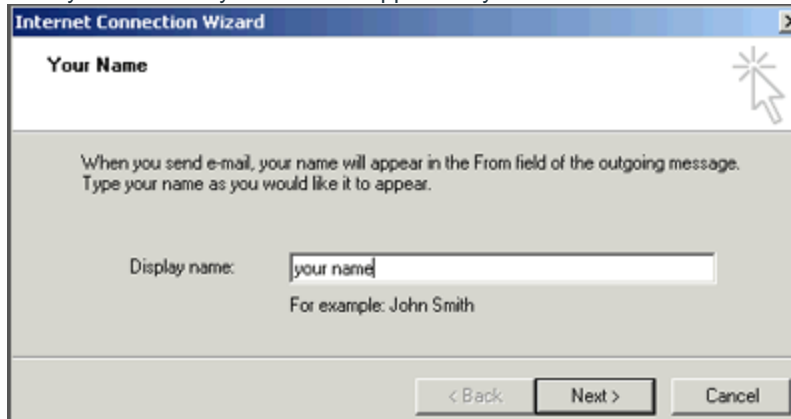 Internet Connection Wizard
Your Name
When you send e-mail, your name will appear in the From field of the outgoing message.
Type your name as you would like it to appear.
Display name: your name
For example: John Smith
< Back Next > Cancel